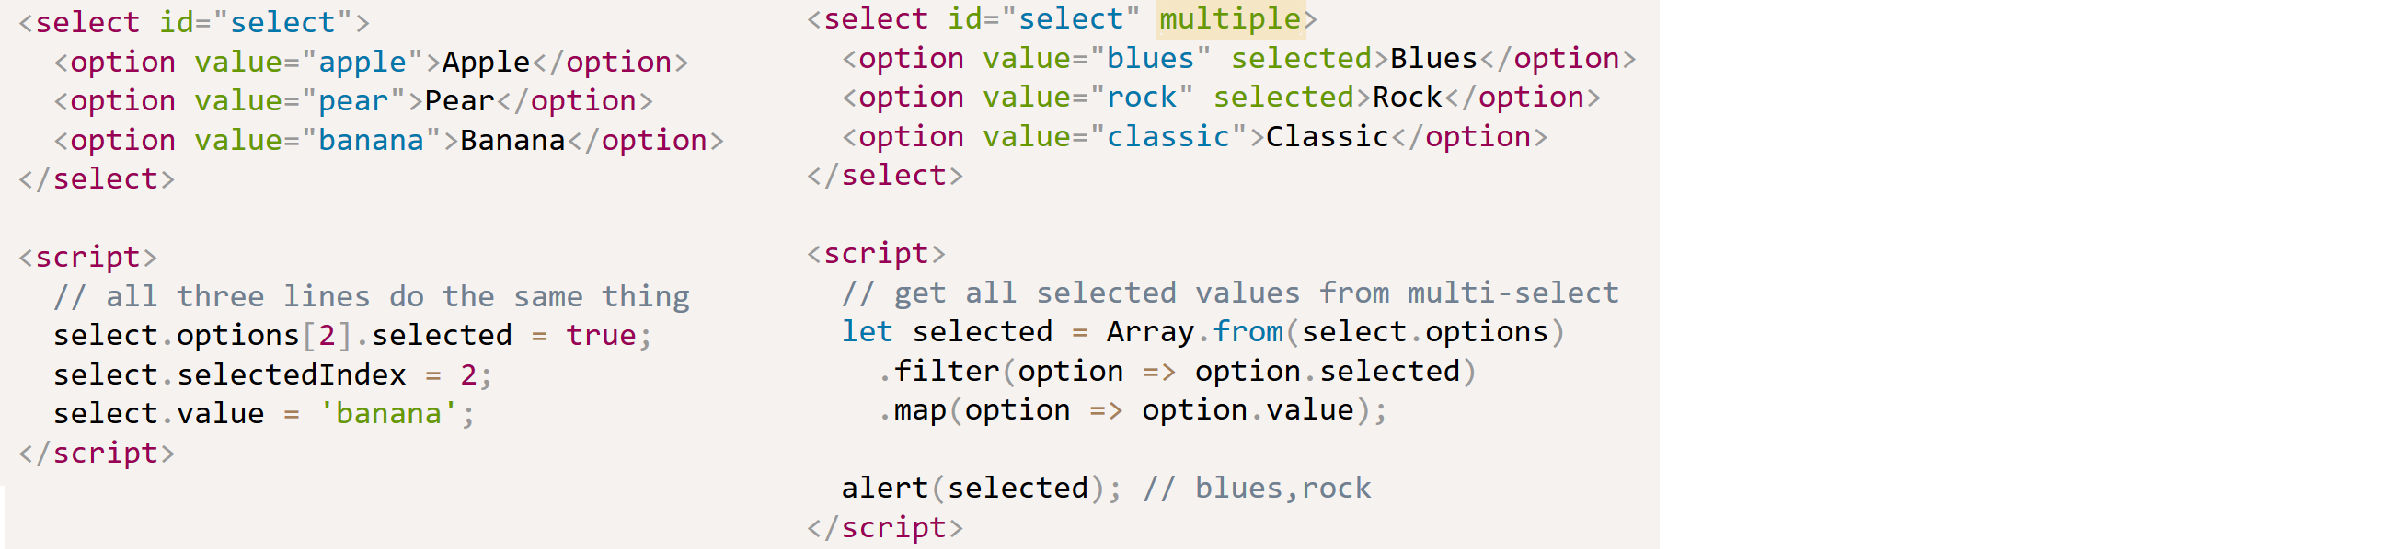 <select id="select">
  <option value="apple">Apple</option>
  <option value="pear">Pear</option>
  <option value="banana">Banana</option>
</select>

<script>
  // all three lines do the same thing
  select.options[2].selected = true;
  select.selectedIndex = 2;
  select.value = 'banana';
</script>

<select id="select" multiple>
  <option value="blues" selected>Blues</option>
  <option value="rock" selected>Rock</option>
  <option value="classic">Classic</option>
</select>

<script>
  // get all selected values from multi-select
  let selected = Array.from(select.options)
    .filter(option => option.selected)
    .map(option => option.value);

  alert(selected); // blues,rock
</script>